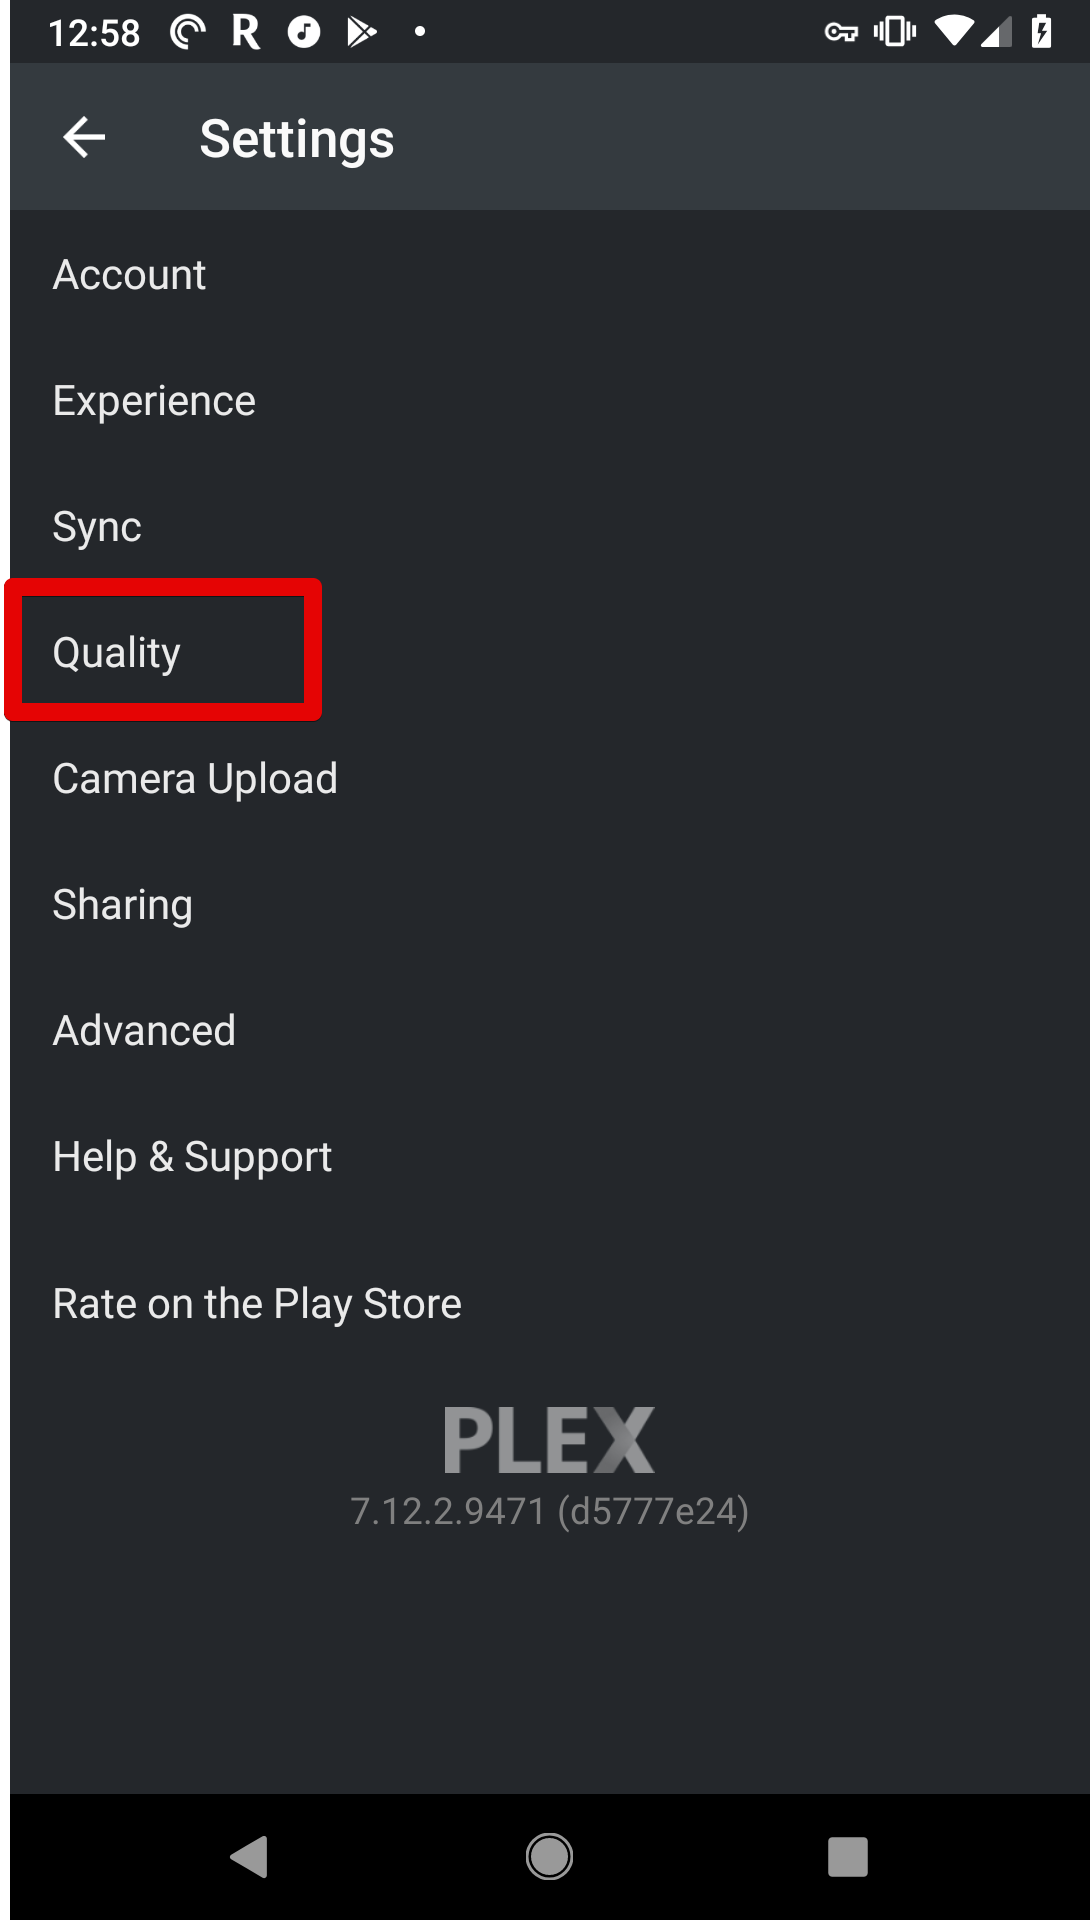 12:58
Settings
Account
Experience
Sync
Quality
Camera Upload
Sharing
Advanced
Help & Support
Rate on the Play Store
PLEX
7.12.2.9471 (d5777e24)